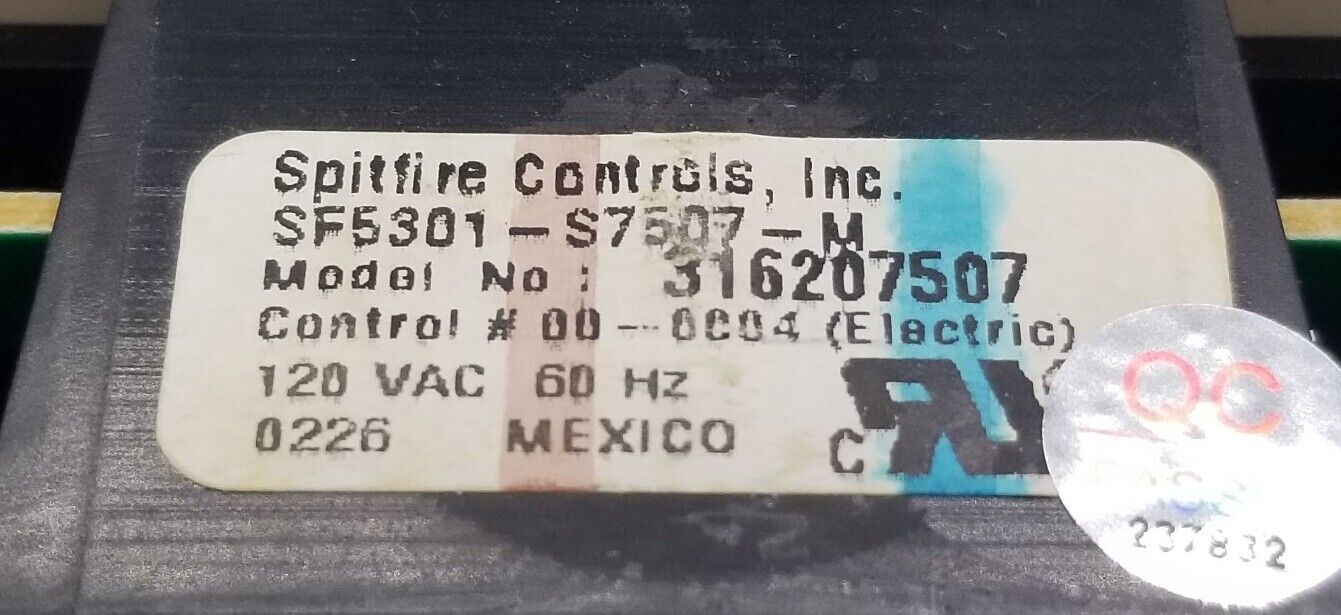 Spitfire Controls, Inc.
SF5301-S7507-M
Model No: 316207507
Control # 00-0004 (Electric)
120 VAC 60 Hz
0226 MEXICO
C RU
QC
237832